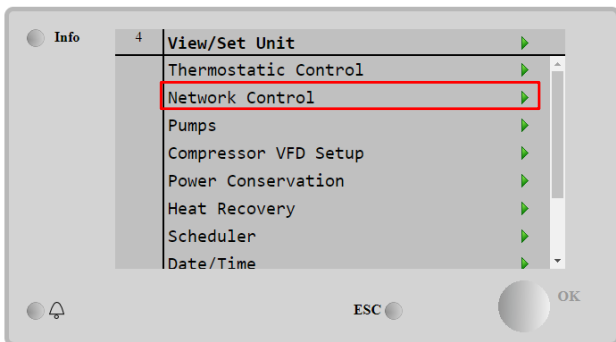 Info
4 View/Set Unit
Thermostatic Control
Network Control
Pumps
Compressor VFD Setup
Power Conservation
Heat Recovery
Scheduler
Date/Time
ESC
OK